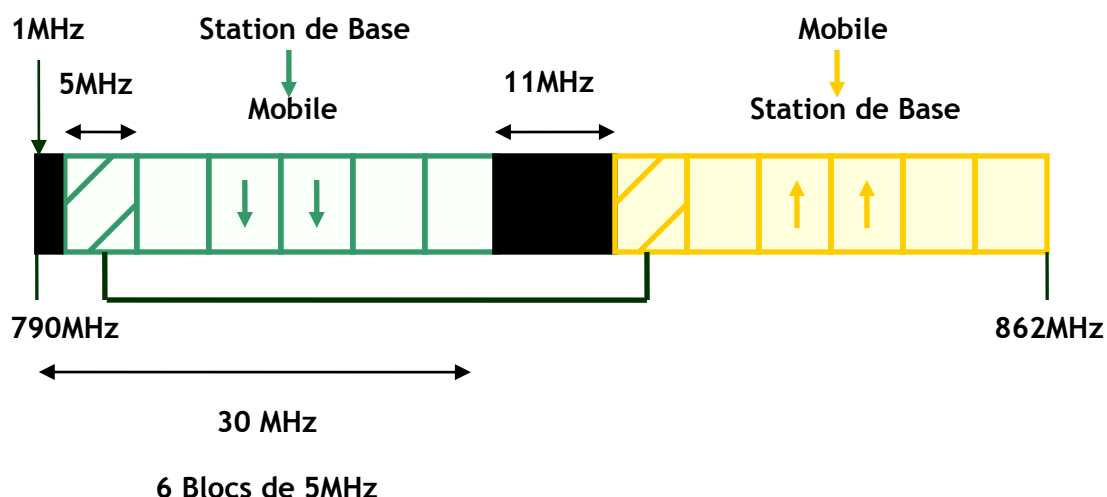 1MHz
Station de Base
Mobile
5MHz
11MHz
Mobile
Station de Base
790MHz
862MHz
30 MHz
6 Blocs de 5MHz